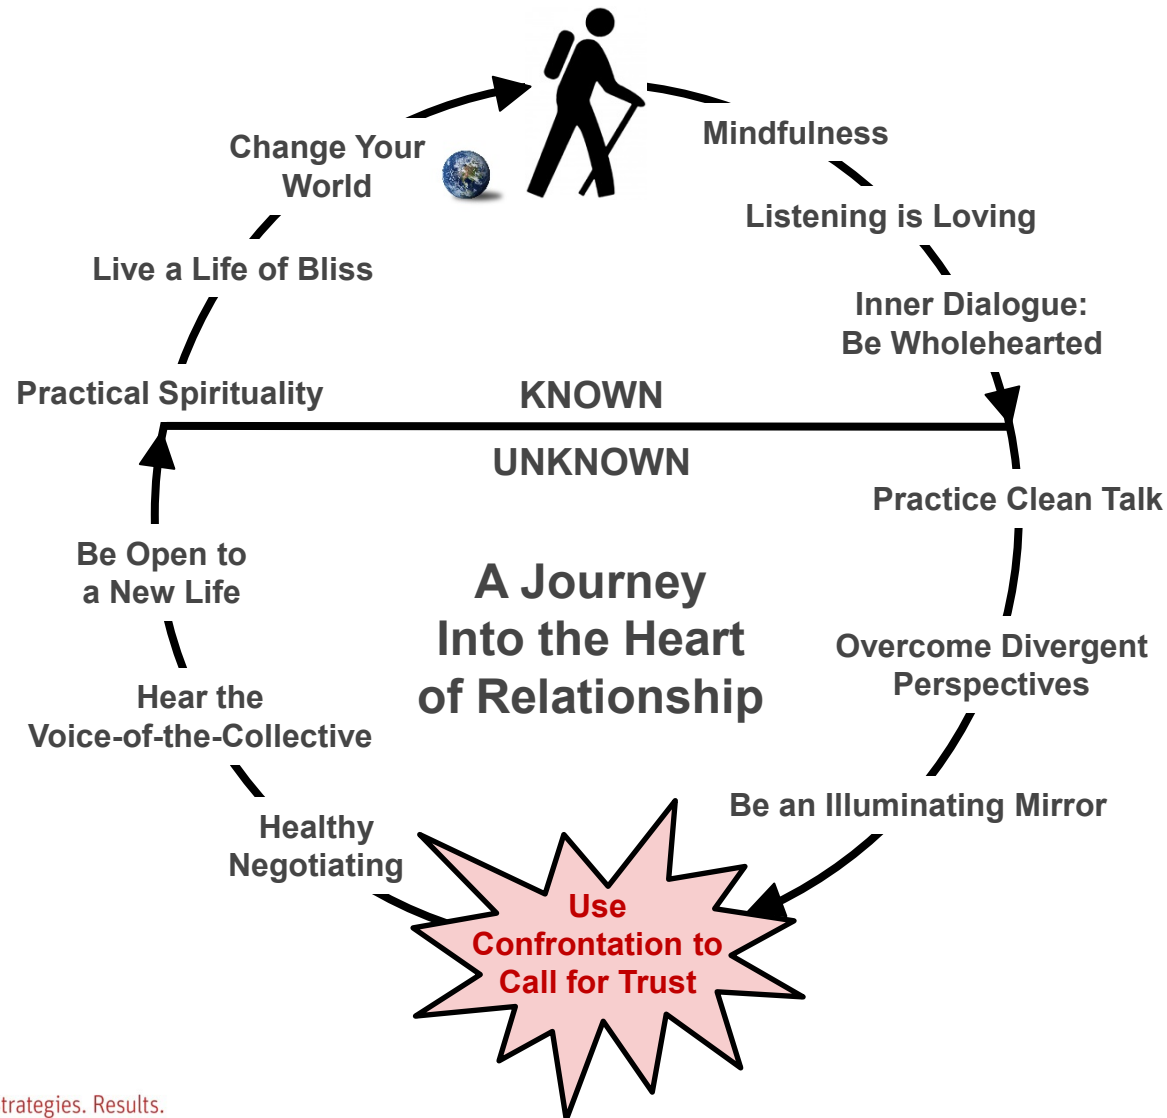 Mindfulness
Listening is Loving
Inner Dialogue:
Be Wholehearted
KNOWN
UNKNOWN
Practice Clean Talk
Overcome Divergent
Perspectives
Be an Illuminating Mirror
Use
Confrontation to
Call for Trust
Healthy
Negotiating
Hear the
Voice-of-the-Collective
Be Open to
a New Life
Practical Spirituality
Live a Life of Bliss
Change Your
World
A Journey
Into the Heart
of Relationship
trategies. Results.